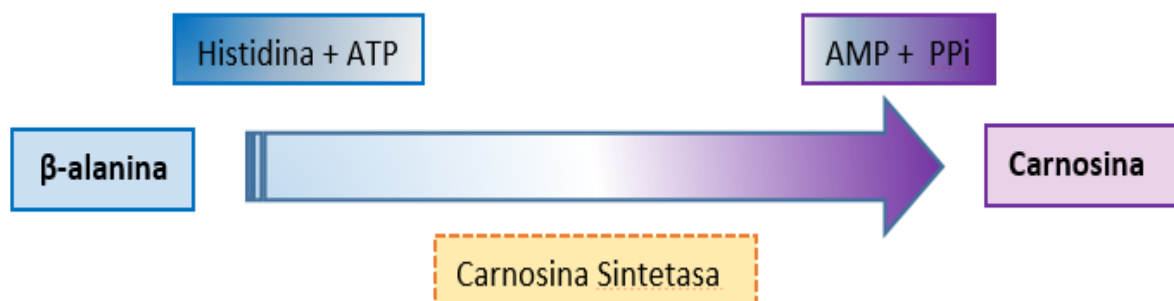 Histidina + ATP
AMP + PPi
β-alanina
Carnosina
Carnosina Sintetasa